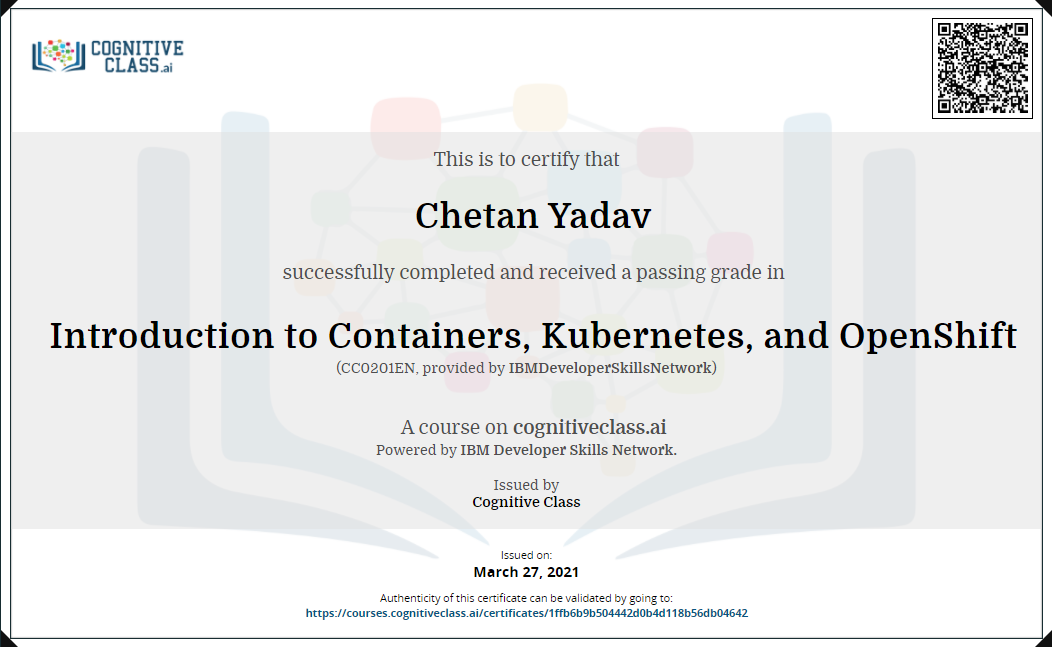 COGNITIVE
CLASS.ai
This is to certify that
Chetan Yadav
successfully completed and received a passing grade in
Introduction to Containers, Kubernetes, and OpenShift
(CC0201EN, provided by IBMDeveloperSkillsNetwork)
A course on cognitiveclass.ai
Powered by IBM Developer Skills Network.
Issued by
Cognitive Class
Issued on:
March 27, 2021
Authenticity of this certificate can be validated by going to:
https://courses.cognitiveclass.ai/certificates/1ffb6b9b504442d0b4d118b56db04642